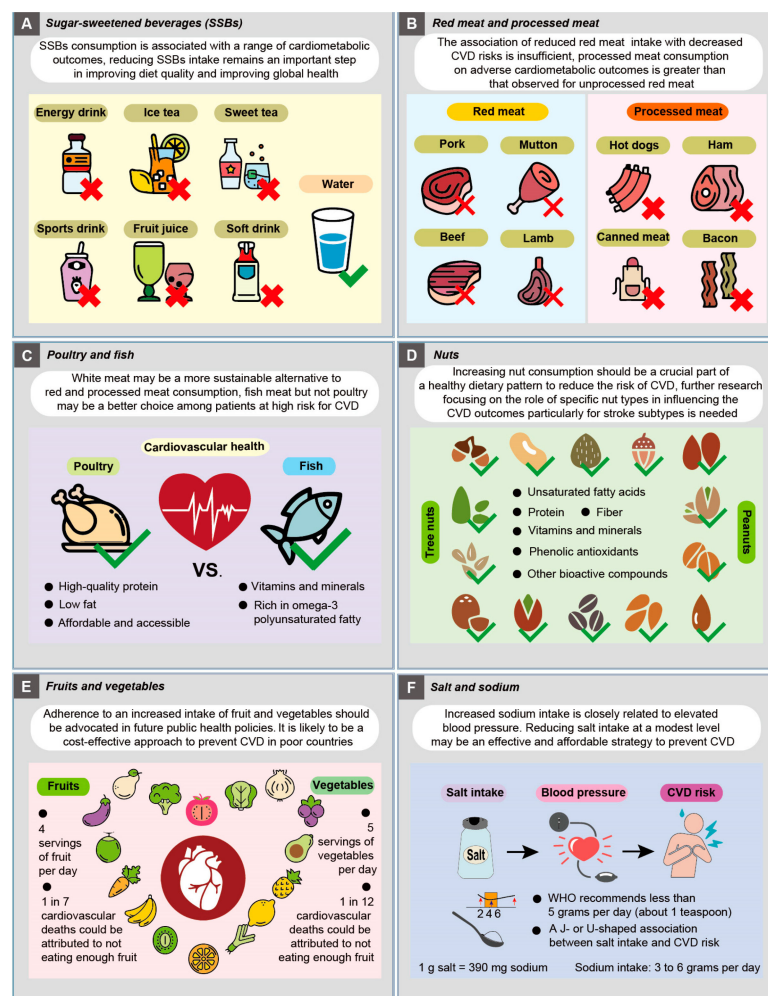 A Sugar-sweetened beverages (SSBs)
SSBs consumption is associated with a range of cardiometabolic
outcomes, reducing SSBs intake remains an important step
in improving diet quality and improving global health
Energy drink
Ice tea
Sweet tea
Water
Sports drink
Fruit juice
Soft drink
B Red meat and processed meat
The association of reduced red meat intake with decreased
CVD risks is insufficient, processed meat consumption
on adverse cardiometabolic outcomes is greater than
that observed for unprocessed red meat
Red meat
Processed meat
Pork
Mutton
Hot dogs
Ham
Beef
Lamb
Canned meat
Bacon
C Poultry and fish
White meat may be a more sustainable alternative to
red and processed meat consumption, fish meat but not poultry
may be a better choice among patients at high risk for CVD
Cardiovascular health
Poultry
Fish
VS.
● High-quality protein
● Low fat
● Affordable and accessible
● Vitamins and minerals
● Rich in omega-3
polyunsaturated fatty
D Nuts
Increasing nut consumption should be a crucial part of
a healthy dietary pattern to reduce the risk of CVD, further research
focusing on the role of specific nut types in influencing the
CVD outcomes particularly for stroke subtypes is needed
Tree nuts
● Unsaturated fatty acids
● Protein ● Fiber
● Vitamins and minerals
● Phenolic antioxidants
● Other bioactive compounds
Peanuts
E Fruits and vegetables
Adherence to an increased intake of fruit and vegetables should
be advocated in future public health policies. It is likely to be a
cost-effective approach to prevent CVD in poor countries
Fruits
● 4
servings
of fruit
per day
● 1 in 7
cardiovascular
deaths could be
attributed to not
eating enough fruit
Vegetables
● 5
servings of
vegetables
per day
● 1 in 12
cardiovascular
deaths could be
attributed to not
eating enough fruit
F Salt and sodium
Increased sodium intake is closely related to elevated
blood pressure. Reducing salt intake at a modest level
may be an effective and affordable strategy to prevent CVD
Salt intake
Blood pressure
CVD risk
Salt
2 4 6
● WHO recommends less than
5 grams per day (about 1 teaspoon)
● A J- or U-shaped association
between salt intake and CVD risk
1 g salt = 390 mg sodium
Sodium intake: 3 to 6 grams per day